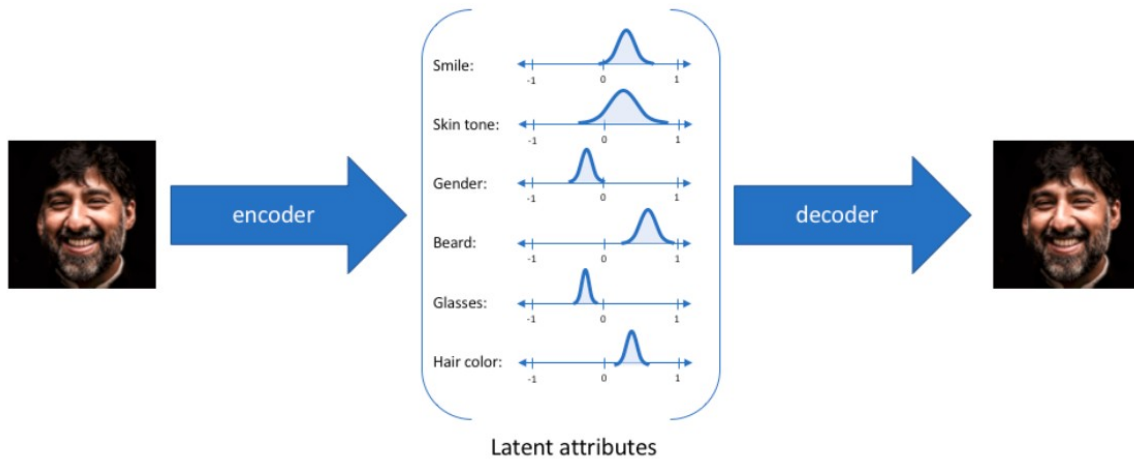 Smile:
-1 0 1
Skin tone:
-1 0 1
Gender:
-1 0 1
encoder
decoder
Beard:
-1 0 1
Glasses:
-1 0 1
Hair color:
-1 0 1
Latent attributes